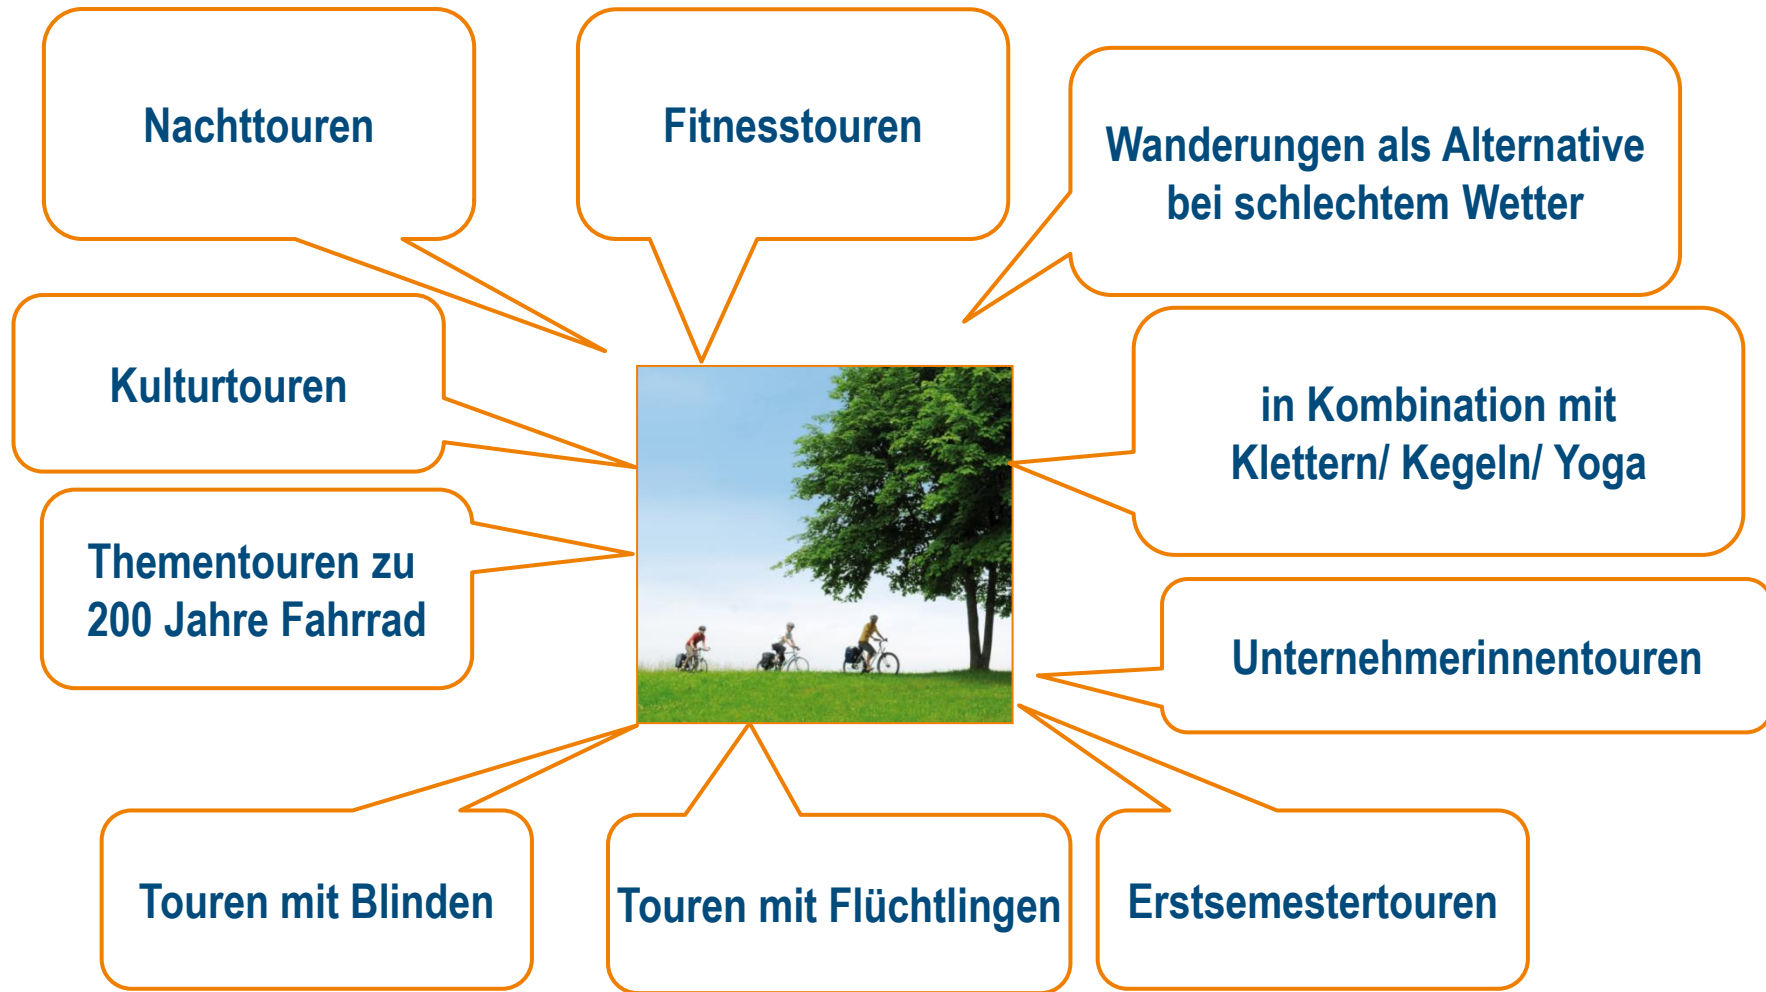 Nachttouren
Fitnesstouren
Wanderungen als Alternative
bei schlechtem Wetter
Kulturtouren
in Kombination mit
Klettern/ Kegeln/ Yoga
Thementouren zu
200 Jahre Fahrrad
Unternehmerinnentouren
Touren mit Blinden
Touren mit Flüchtlingen
Erstsemestertouren